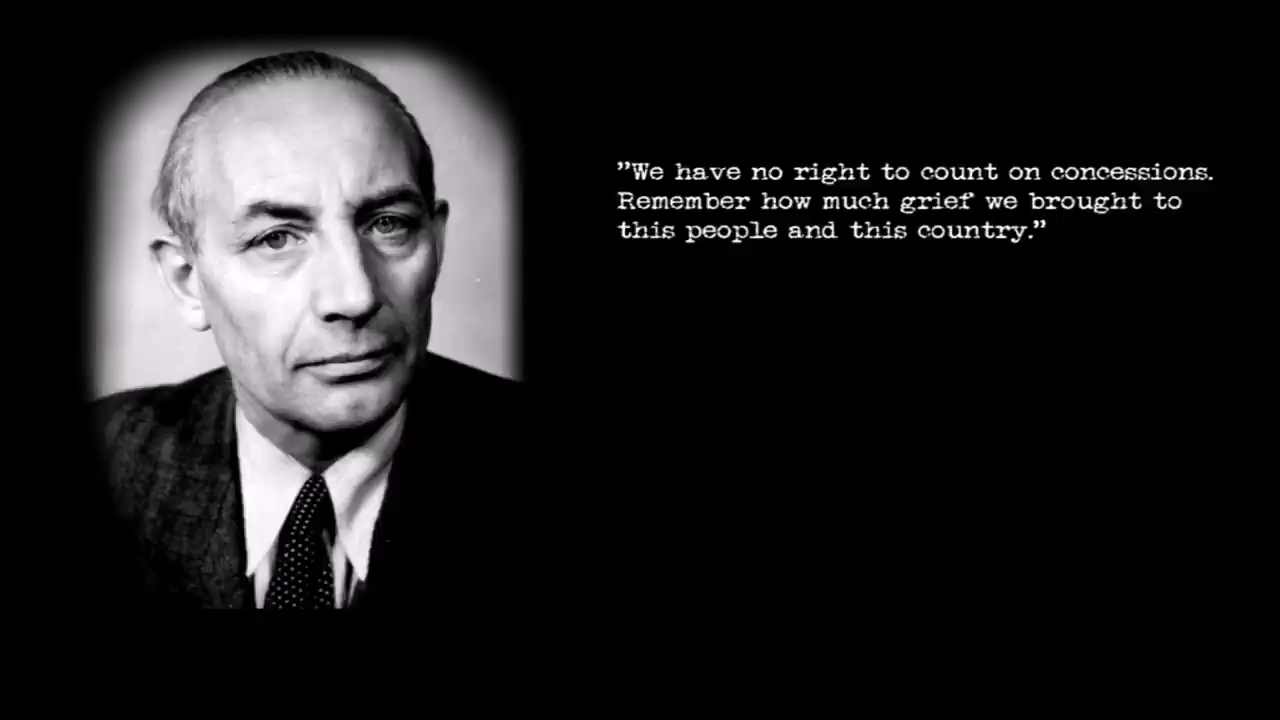 ”We have no right to count on concessions.
Remember how much grief we brought to
this people and this country.”